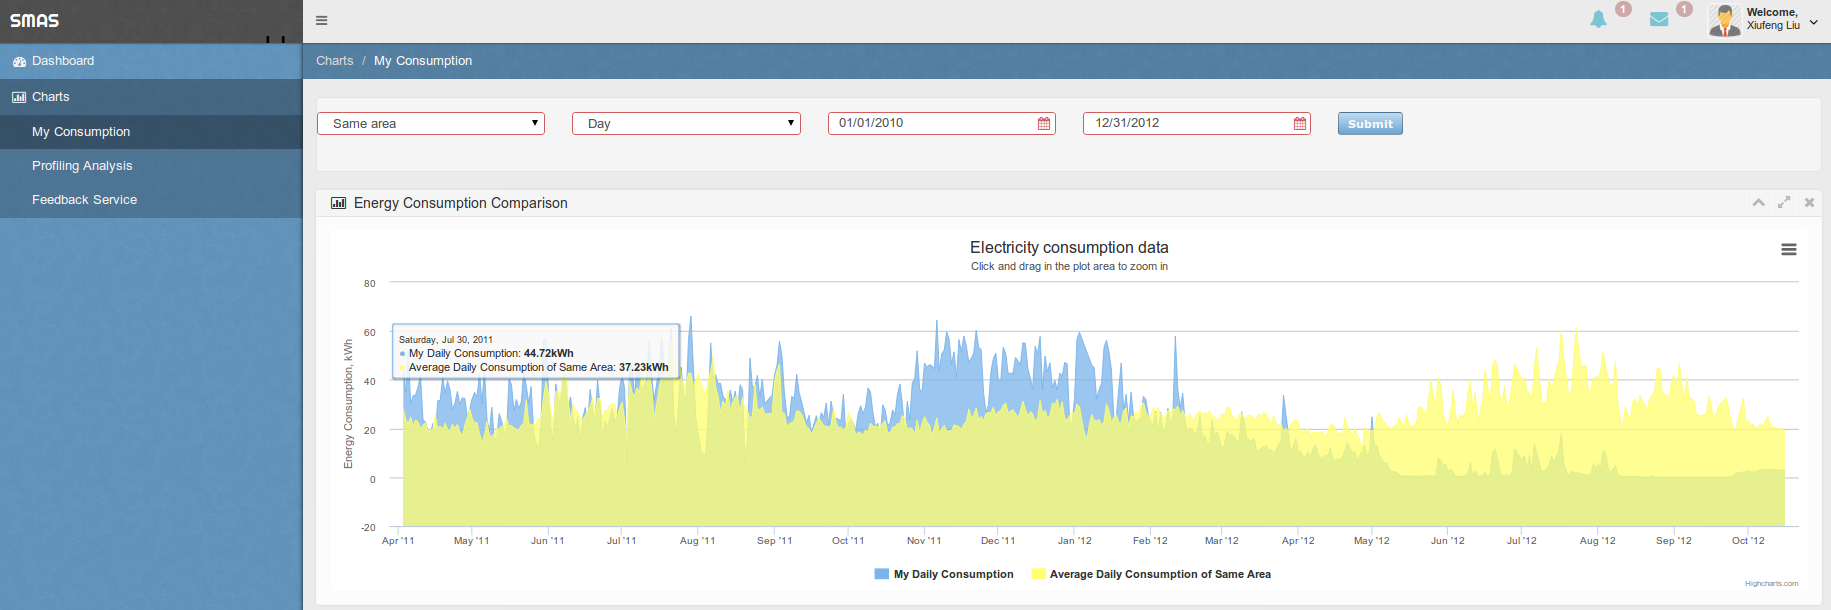 SMAS
1
1
Welcome,
Xiufeng Liu
Dashboard
Charts
My Consumption
Profiling Analysis
Feedback Service
Charts / My Consumption
Same area
Day
01/01/2010
12/31/2012
Submit
Energy Consumption Comparison
Electricity consumption data
Click and drag in the plot area to zoom in
Energy Consumption, kWh
80
60
40
20
0
-20
Saturday, Jul 30, 2011
My Daily Consumption: 44.72kWh
Average Daily Consumption of Same Area: 37.23kWh
Apr '11 May '11 Jun '11 Jul '11 Aug '11 Sep '11 Oct '11 Nov '11 Dec '11 Jan '12 Feb '12 Mar '12 Apr '12 May '12 Jun '12 Jul '12 Aug '12 Sep '12 Oct '12
My Daily Consumption Average Daily Consumption of Same Area
Highcharts.com